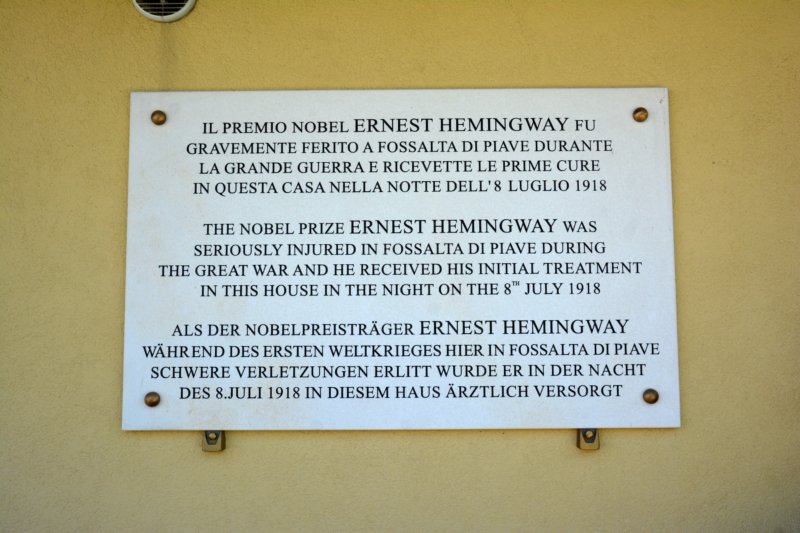 IL PREMIO NOBEL ERNEST HEMINGWAY FU
GRAVEMENTE FERITO A FOSSALTA DI PIAVE DURANTE
LA GRANDE GUERRA E RICEVETTE LE PRIME CURE
IN QUESTA CASA NELLA NOTTE DELL'8 LUGLIO 1918
THE NOBEL PRIZE ERNEST HEMINGWAY WAS
SERIOUSLY INJURED IN FOSSALTA DI PIAVE DURING
THE GREAT WAR AND HE RECEIVED HIS INITIAL TREATMENT
IN THIS HOUSE IN THE NIGHT ON THE 8TH JULY 1918
ALS DER NOBELPREISTRÄGER ERNEST HEMINGWAY
WÄHREND DES ERSTEN WELTKRIEGES HIER IN FOSSALTA DI PIAVE
SCHWERE VERLETZUNGEN ERLITT WURDE ER IN DER NACHT
DES 8.JULI 1918 IN DIESEM HAUS ÄRZTLICH VERSORGT